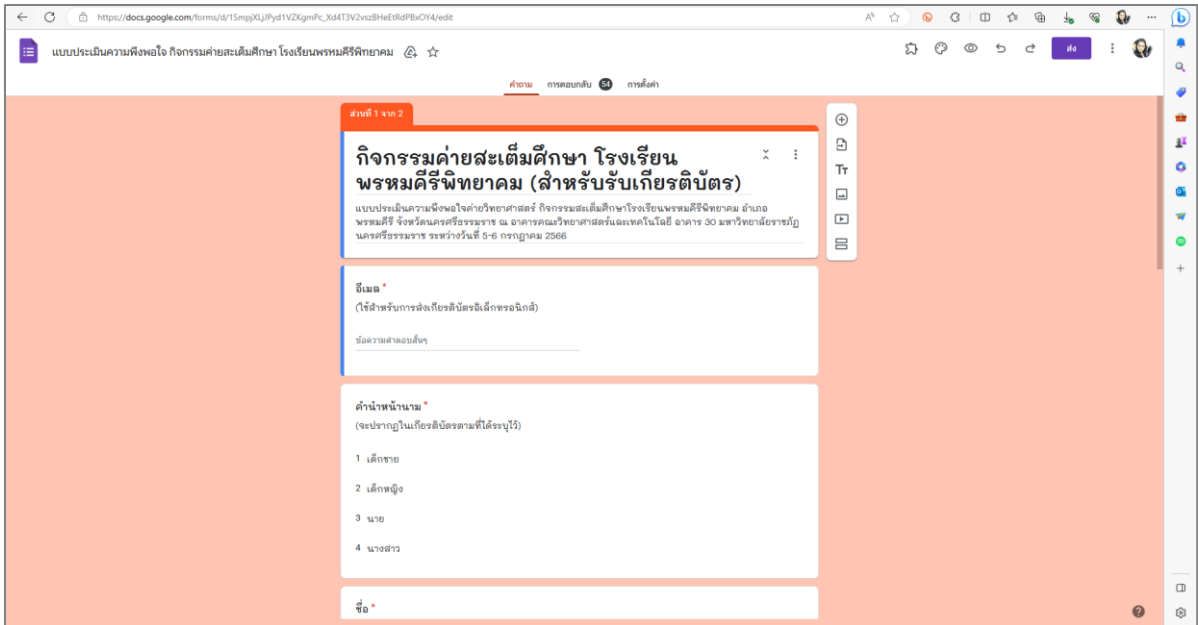 https://docs.google.com/forms/d/1SmpjXLjJPyd1VZKgmPc_Xd4T3V2vszBHeEtRdPBxOY4/edit
แบบประเมินความพึงพอใจ กิจกรรมค่ายสะเต็มศึกษา โรงเรียนพรหมคีรีพิทยาคม
ส่ง
คำถาม การตอบกลับ 54 การตั้งค่า
ส่วนที่ 1 จาก 2
กิจกรรมค่ายสะเต็มศึกษา โรงเรียน
พรหมคีรีพิทยาคม (สำหรับรับเกียรติบัตร)
แบบประเมินความพึงพอใจค่ายวิทยาศาสตร์ กิจกรรมสะเต็มศึกษาโรงเรียนพรหมคีรีพิทยาคม อำเภอ
พรหมคีรี จังหวัดนครศรีธรรมราช ณ อาคารคณะวิทยาศาสตร์และเทคโนโลยี อาคาร 30 มหาวิทยาลัยราชภัฏ
นครศรีธรรมราช ระหว่างวันที่ 5-6 กรกฎาคม 2566
อีเมล *
(ใช้สำหรับการส่งเกียรติบัตรอิเล็กทรอนิกส์)
ข้อความคำตอบสั้นๆ
คำนำหน้านาม *
(จะปรากฏในเกียรติบัตรตามที่ได้ระบุไว้)
1 เด็กชาย
2 เด็กหญิง
3 นาย
4 นางสาว
ชื่อ *